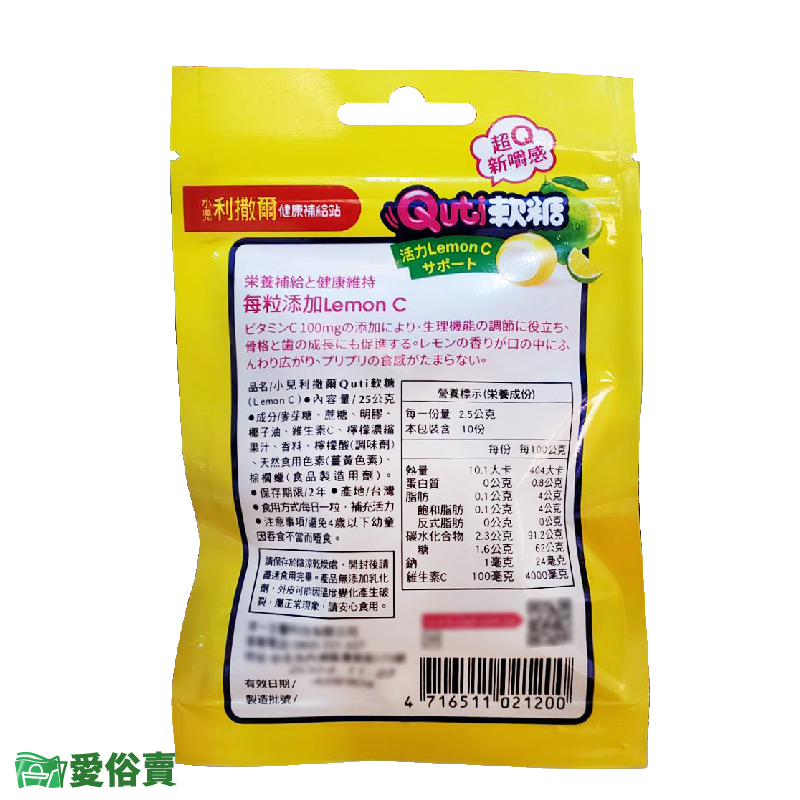 超Q
新嚼感
小兒利撒爾健康補給站
Quti軟糖
活力Lemon C
サポート
栄養補給と健康維持
每粒添加Lemon C
ビタミンC 100mgの添加により、生理機能の調節に役立ち、
骨格と歯の成長にも促進する。レモンの香りが口の中にふ
んわり広がり、プリプリの食感がたまらない。
品名/小兒利撒爾Quti軟糖
(Lemon C)●內容量/25公克
●成分/麥芽糖、蔗糖、明膠、
椰子油、維生素C、檸檬濃縮
果汁、香料、檸檬酸(調味劑)
、天然食用色素(薑黃色素)、
棕櫚蠟(食品製造用劑)。
●保存期限/2年●產地/台灣
●食用方式/每日一粒，補充活力
●注意事項/避免4歲以下幼童
因吞食不當而噎食。
請保存於陰涼乾燥處，開封後請
盡速食用完畢。產品無添加乳化
劑，外皮可能因溫度變化產生破
裂，屬正常現象，請安心食用。
營養標示(栄養成份)
每一份量 2.5公克
本包裝含 10份
每份 每100公克
熱量 10.1大卡 404大卡
蛋白質 0公克 0.8公克
脂肪 0.1公克 4公克
飽和脂肪 0.1公克 4公克
反式脂肪 0公克 0公克
碳水化合物 2.3公克 91.2公克
糖 1.6公克 62公克
鈉 1毫克 24毫克
維生素C 100毫克 4000毫克
有效日期/
製造批號/
4 716511 021200
愛俗賣